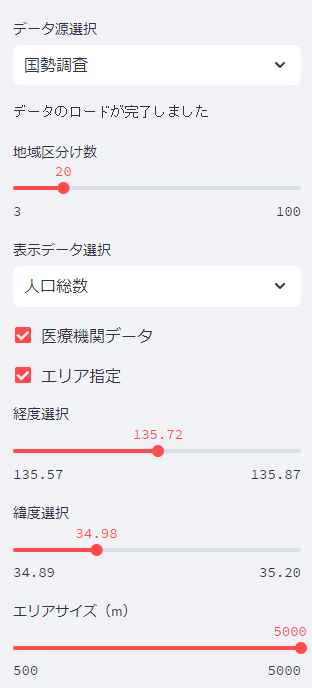 データ源選択
国勢調査
データのロードが完了しました
地域区分け数
20
3 100
表示データ選択
人口総数
医療機関データ
エリア指定
経度選択
135.72
135.57 135.87
緯度選択
34.98
34.89 35.20
エリアサイズ（m）
5000
500 5000